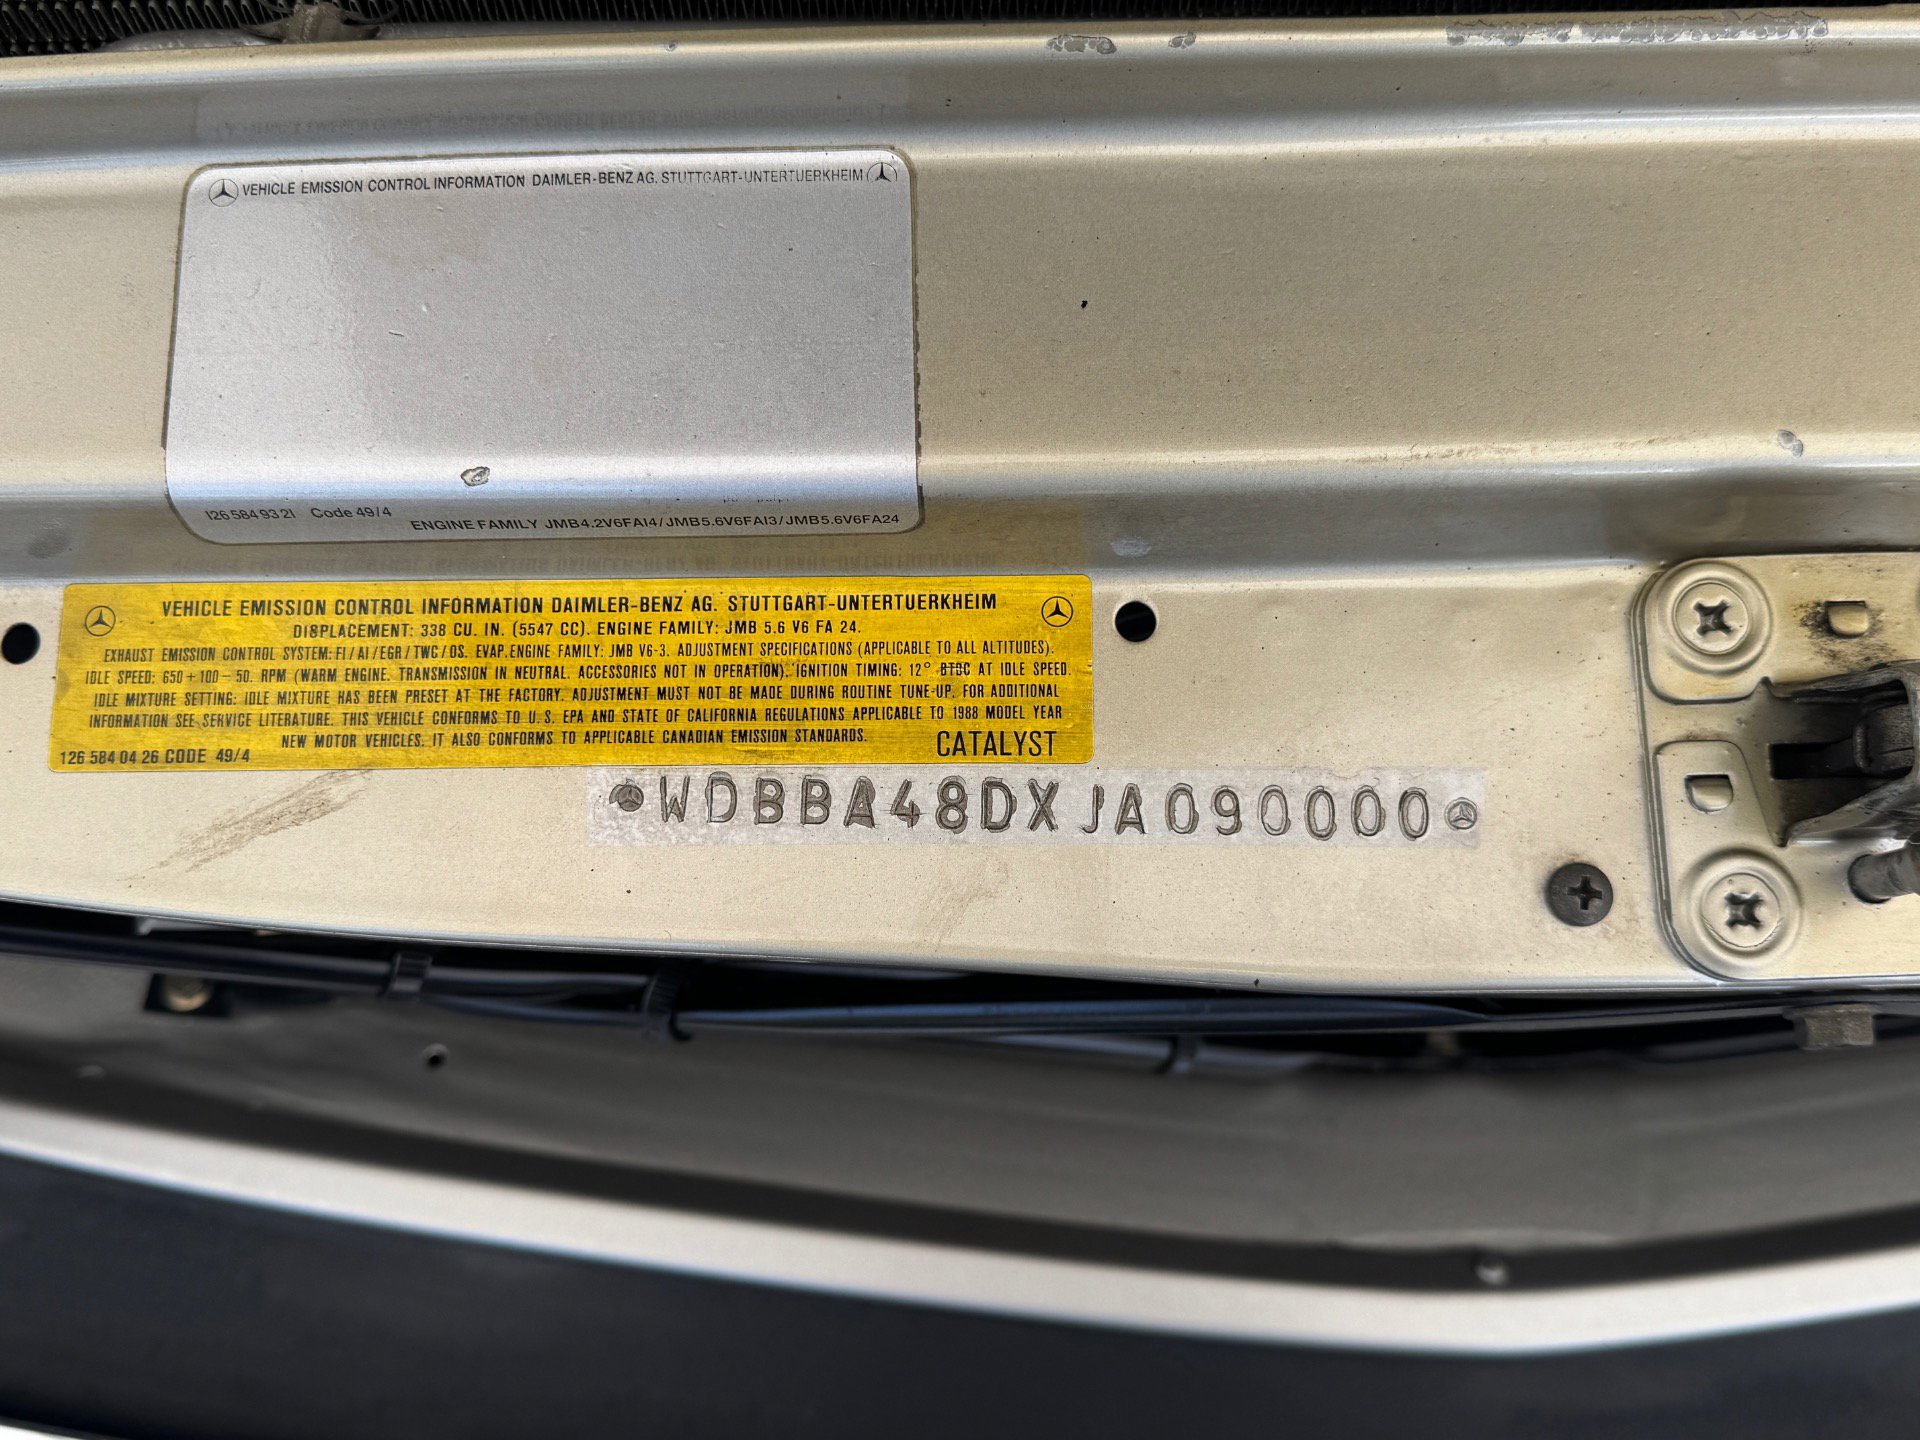 VEHICLE EMISSION CONTROL INFORMATION DAIMLER-BENZ AG. STUTTGART-UNTERTUERKHEIM
126 584 93 21 Code 49/4
ENGINE FAMILY JMB4.2V6FA14/JMB5.6V6FA13/JMB5.6V6FA24
VEHICLE EMISSION CONTROL INFORMATION DAIMLER-BENZ AG. STUTTGART-UNTERTUERKHEIM
DISPLACEMENT: 338 CU. IN. (5547 CC). ENGINE FAMILY: JMB 5.6 V6 FA 24.
EXHAUST EMISSION CONTROL SYSTEM: FI/AI/EGR/TWC/OS. EVAP. ENGINE FAMILY: JMB V6-3. ADJUSTMENT SPECIFICATIONS (APPLICABLE TO ALL ALTITUDES).
IDLE SPEED: 650 + 100 - 50. RPM (WARM ENGINE. TRANSMISSION IN NEUTRAL. ACCESSORIES NOT IN OPERATION). IGNITION TIMING: 12° BTDC AT IDLE SPEED.
IDLE MIXTURE SETTING: IDLE MIXTURE HAS BEEN PRESET AT THE FACTORY. ADJUSTMENT MUST NOT BE MADE DURING ROUTINE TUNE-UP. FOR ADDITIONAL
INFORMATION SEE SERVICE LITERATURE. THIS VEHICLE CONFORMS TO U.S. EPA AND STATE OF CALIFORNIA REGULATIONS APPLICABLE TO 1988 MODEL YEAR
NEW MOTOR VEHICLES. IT ALSO CONFORMS TO APPLICABLE CANADIAN EMISSION STANDARDS.
126 584 04 26 CODE 49/4 CATALYST
WDBBA48DXJA090000